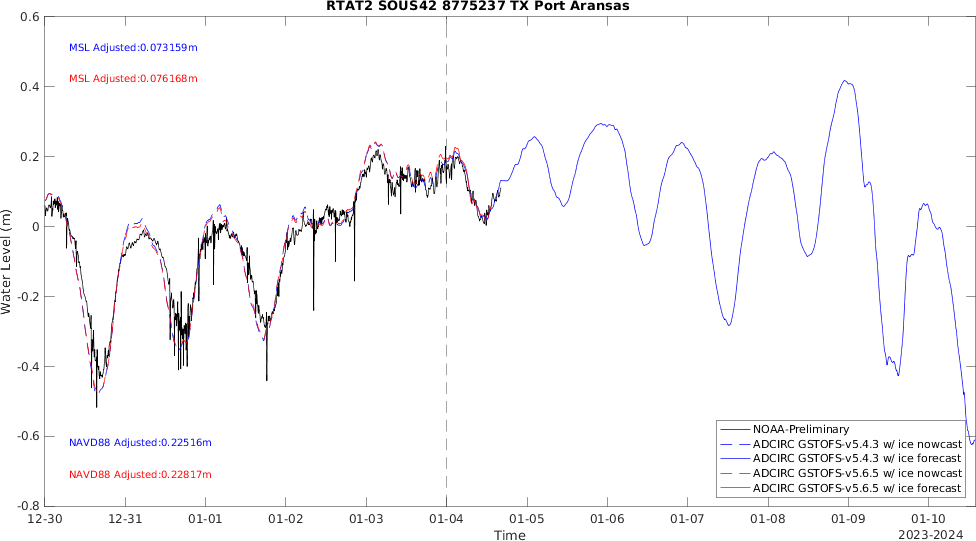 RTAT2 SOUS42 8775237 TX Port Aransas
0.6
0.4
0.2
0
-0.2
-0.4
-0.6
-0.8
Water Level (m)
MSL Adjusted:0.073159m
MSL Adjusted:0.076168m
NAVD88 Adjusted:0.22516m
NAVD88 Adjusted:0.22817m
NOAA-Preliminary
ADCIRC GSTOFS-v5.4.3 w/ ice nowcast
ADCIRC GSTOFS-v5.4.3 w/ ice forecast
ADCIRC GSTOFS-v5.6.5 w/ ice nowcast
ADCIRC GSTOFS-v5.6.5 w/ ice forecast
12-30 12-31 01-01 01-02 01-03 01-04 01-05 01-06 01-07 01-08 01-09 01-10
Time
2023-2024